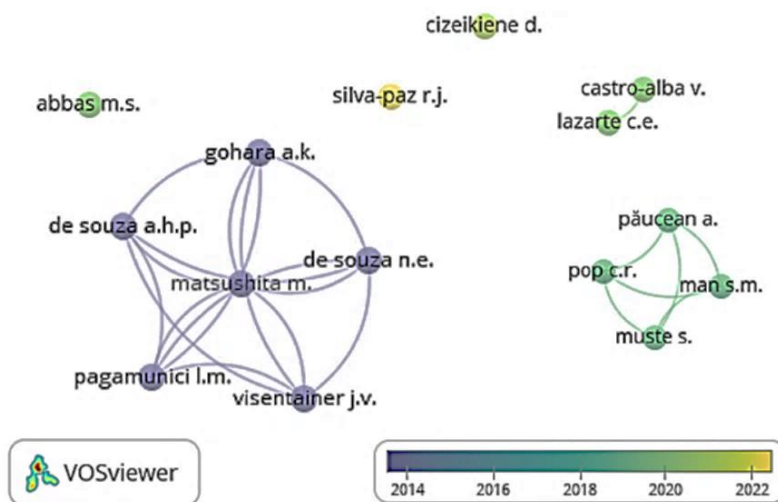 cizeikiene d.
abbas m.s.
silva-paz r.j.
castro-alba v.
lazarte c.e.
gohara a.k.
de souza a.h.p.
păucean a.
de souza n.e.
matsushita m.
pop c.r.
man s.m.
muste s.
pagamunici l.m.
visentainer j.v.
VOSviewer
2014 2016 2018 2020 2022